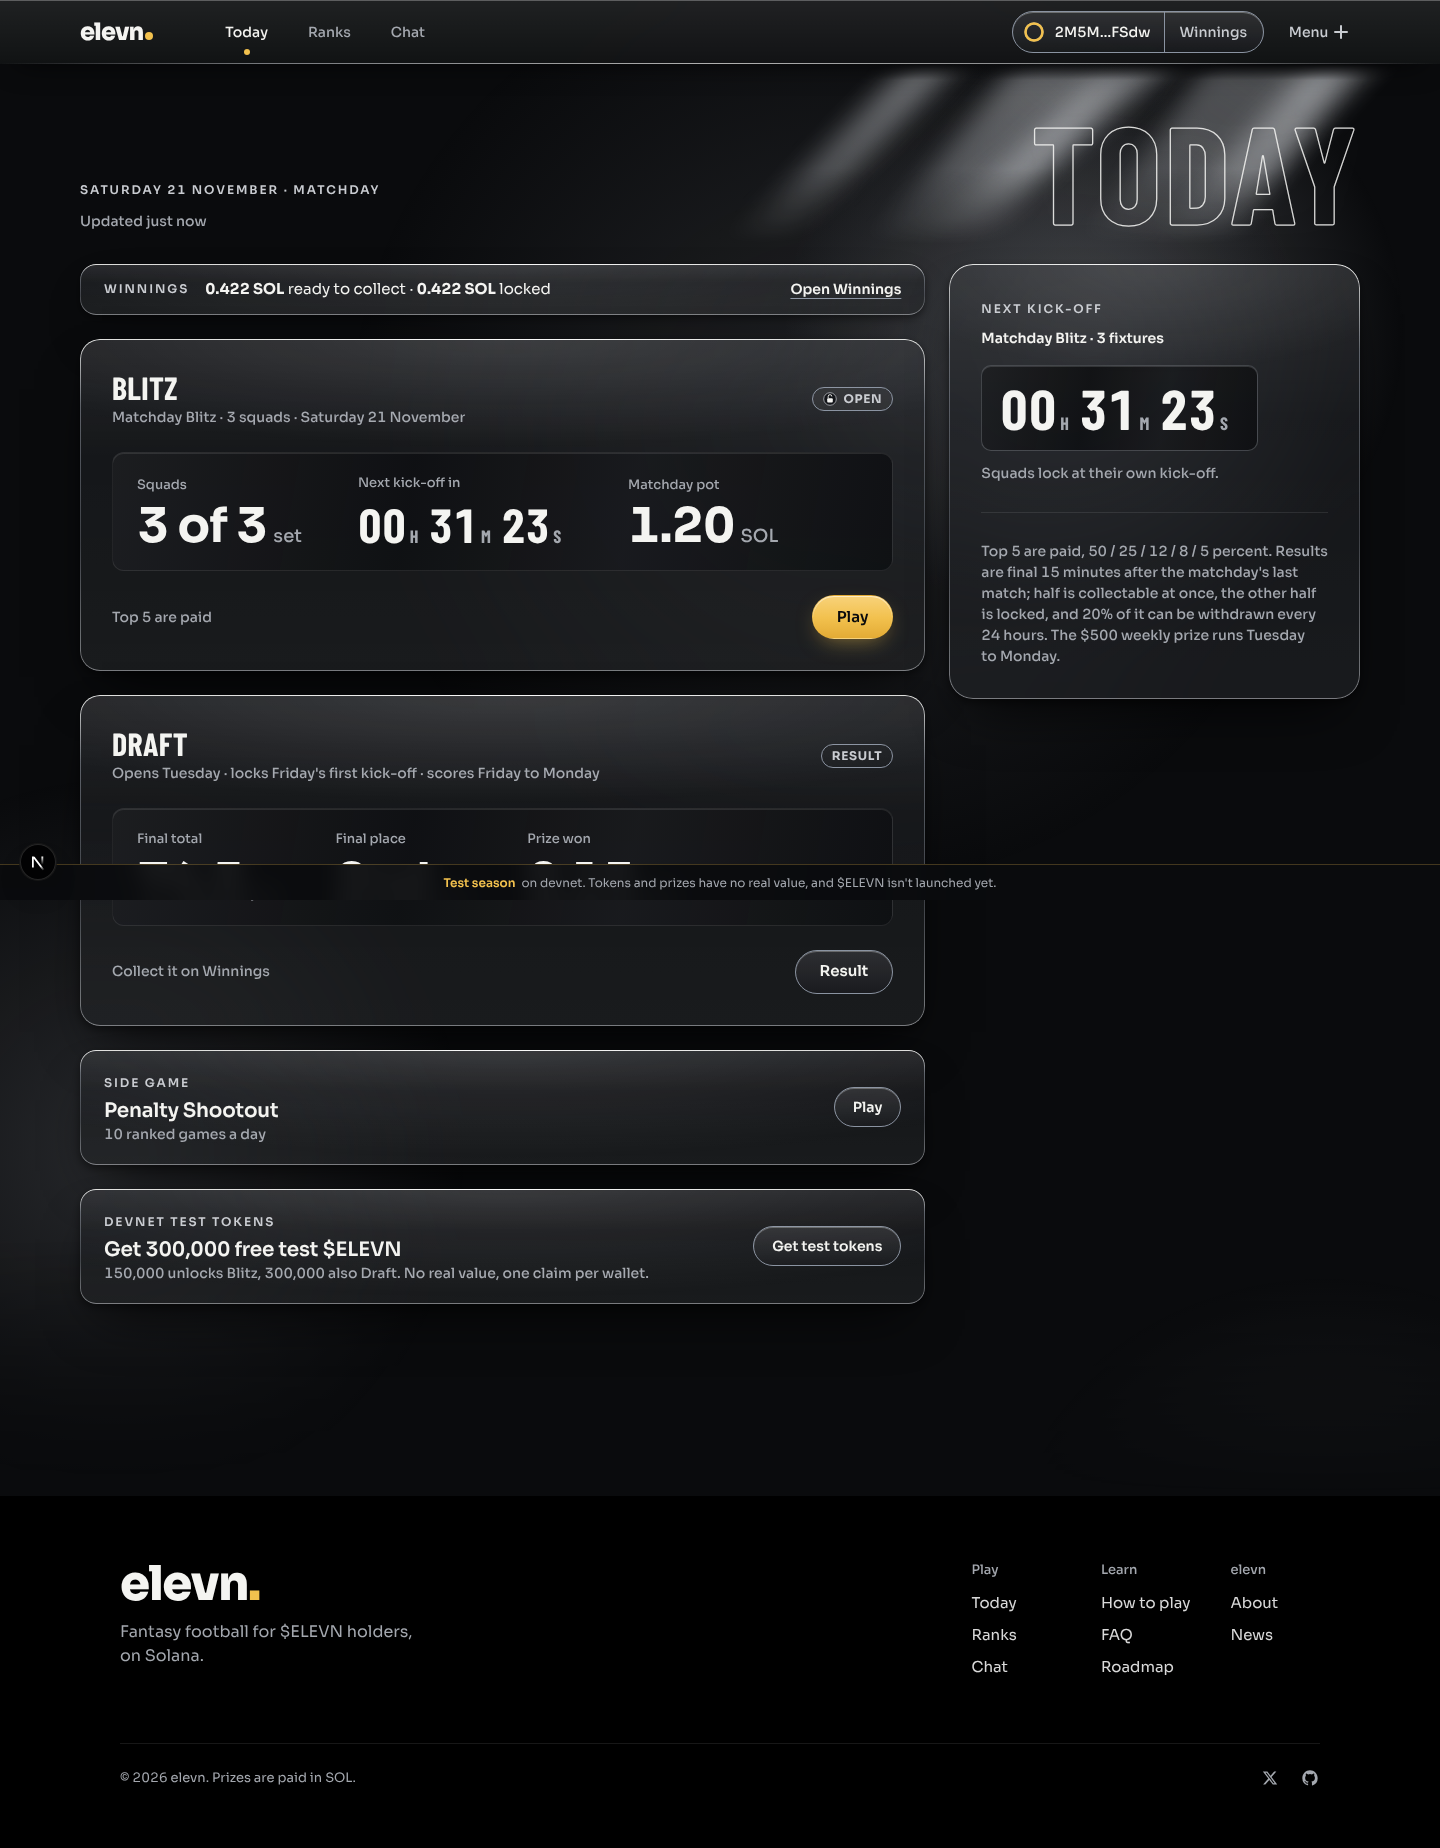 elevn.
Today
Ranks
Chat
2M5M...FSdw
Winnings
Menu
TODAY
SATURDAY 21 NOVEMBER · MATCHDAY
Updated just now
WINNINGS 0.422 SOL ready to collect · 0.422 SOL locked
Open Winnings
BLITZ
Matchday Blitz · 3 squads · Saturday 21 November
OPEN
Squads
3 of 3 set
Next kick-off in
00 H 31 M 23 S
Matchday pot
1.20 SOL
Top 5 are paid
Play
NEXT KICK-OFF
Matchday Blitz · 3 fixtures
00 H 31 M 23 S
Squads lock at their own kick-off.
Top 5 are paid, 50 / 25 / 12 / 8 / 5 percent. Results
are final 15 minutes after the matchday's last
match; half is collectable at once, the other half
is locked, and 20% of it can be withdrawn every
24 hours. The $500 weekly prize runs Tuesday
to Monday.
DRAFT
Opens Tuesday · locks Friday's first kick-off · scores Friday to Monday
RESULT
Final total
Final place
Prize won
N
Test season on devnet. Tokens and prizes have no real value, and $ELEVN isn't launched yet.
Collect it on Winnings
Result
SIDE GAME
Penalty Shootout
10 ranked games a day
Play
DEVNET TEST TOKENS
Get 300,000 free test $ELEVN
150,000 unlocks Blitz, 300,000 also Draft. No real value, one claim per wallet.
Get test tokens
elevn.
Fantasy football for $ELEVN holders,
on Solana.
Play
Today
Ranks
Chat
Learn
How to play
FAQ
Roadmap
elevn
About
News
© 2026 elevn. Prizes are paid in SOL.